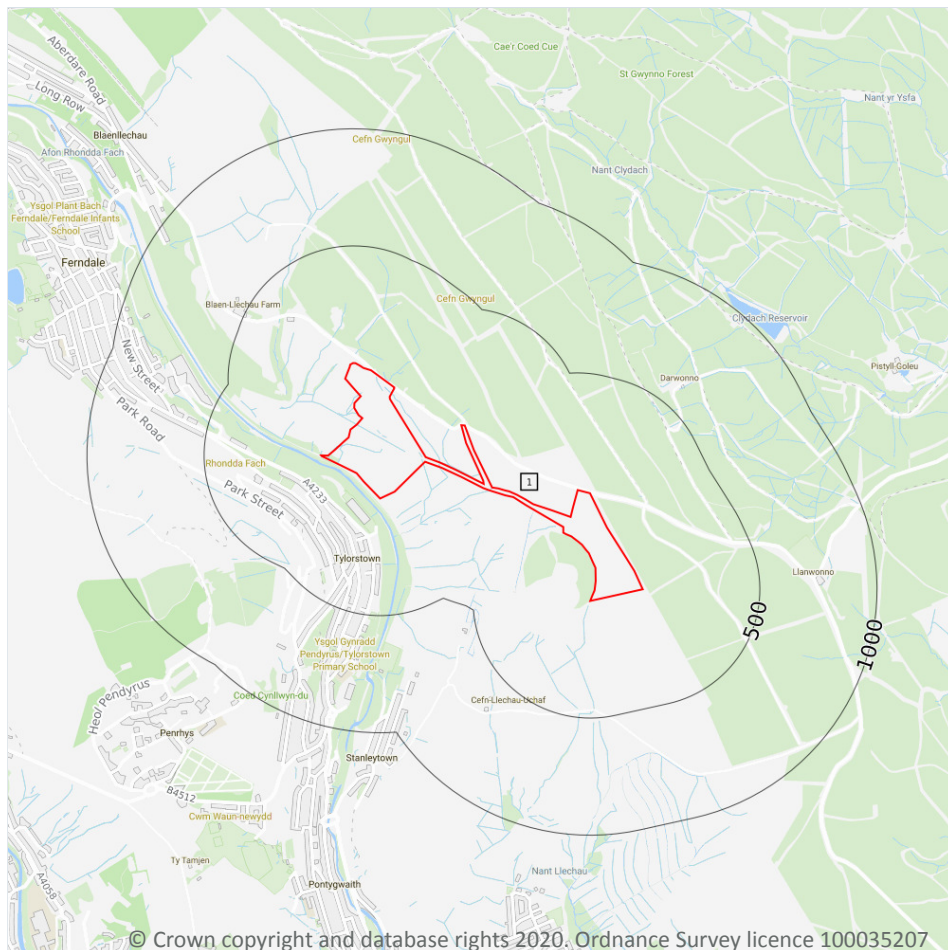 Aberdare Road
Long Row
Blaenllechau
Afon Rhondda Fach
Ysgol Plant Bach
Ferndale/Ferndale Infants
School
Ferndale
Cae'r Coed Cue
St Gwynno Forest
Nant yr Ysfa
Cefn Gwyngul
Nant Clydach
Cefn Gwyngul
Blaen-Llechau Farm
Clydach Reservoir
New Street
Park Road
Darwonno
Pistyll Goleu
Rhondda Fach
A4233
Park Street
1
Tylorstown
Llanwonno
500
1000
Ysgol Gynradd
Pendyrus/Tylorstown
Primary School
Coed Cynllwyn-du
Heol Pendyrus
Cefn-Llechau-Uchaf
Penrhys
Stanleytown
B4512
Cwm Waun-newydd
Ty Tamjen
A4058
Pontygwaith
Nant Llechau
© Crown copyright and database rights 2020. Ordnance Survey licence 100035207